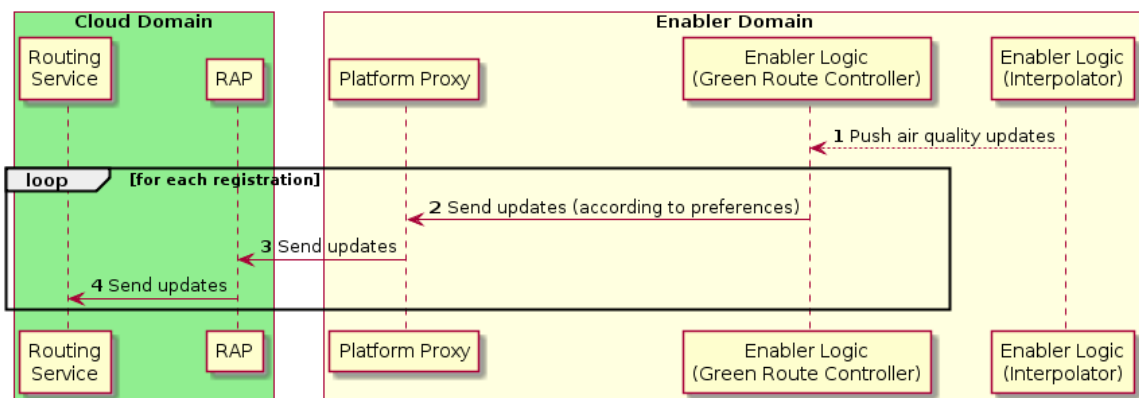 Cloud Domain
Enabler Domain
Routing
Service
RAP
Platform Proxy
Enabler Logic
(Green Route Controller)
Enabler Logic
(Interpolator)
1 Push air quality updates
loop [for each registration]
2 Send updates (according to preferences)
3 Send updates
4 Send updates
Routing
Service
RAP
Platform Proxy
Enabler Logic
(Green Route Controller)
Enabler Logic
(Interpolator)